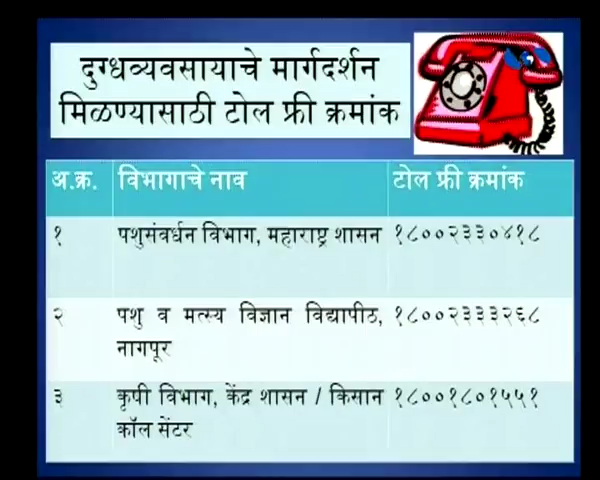 दुग्धव्यवसायाचे मार्गदर्शन
मिळण्यासाठी टोल फ्री क्रमांक
अ.क्र. विभागाचे नाव टोल फ्री क्रमांक
१ पशुसंवर्धन विभाग, महाराष्ट्र शासन १८००२३३०४१८
२ पशु व मत्स्य विज्ञान विद्यापीठ, १८००२३३३२६८
नागपूर
३ कृषी विभाग, केंद्र शासन / किसान १८००१८०१५५१
कॉल सेंटर